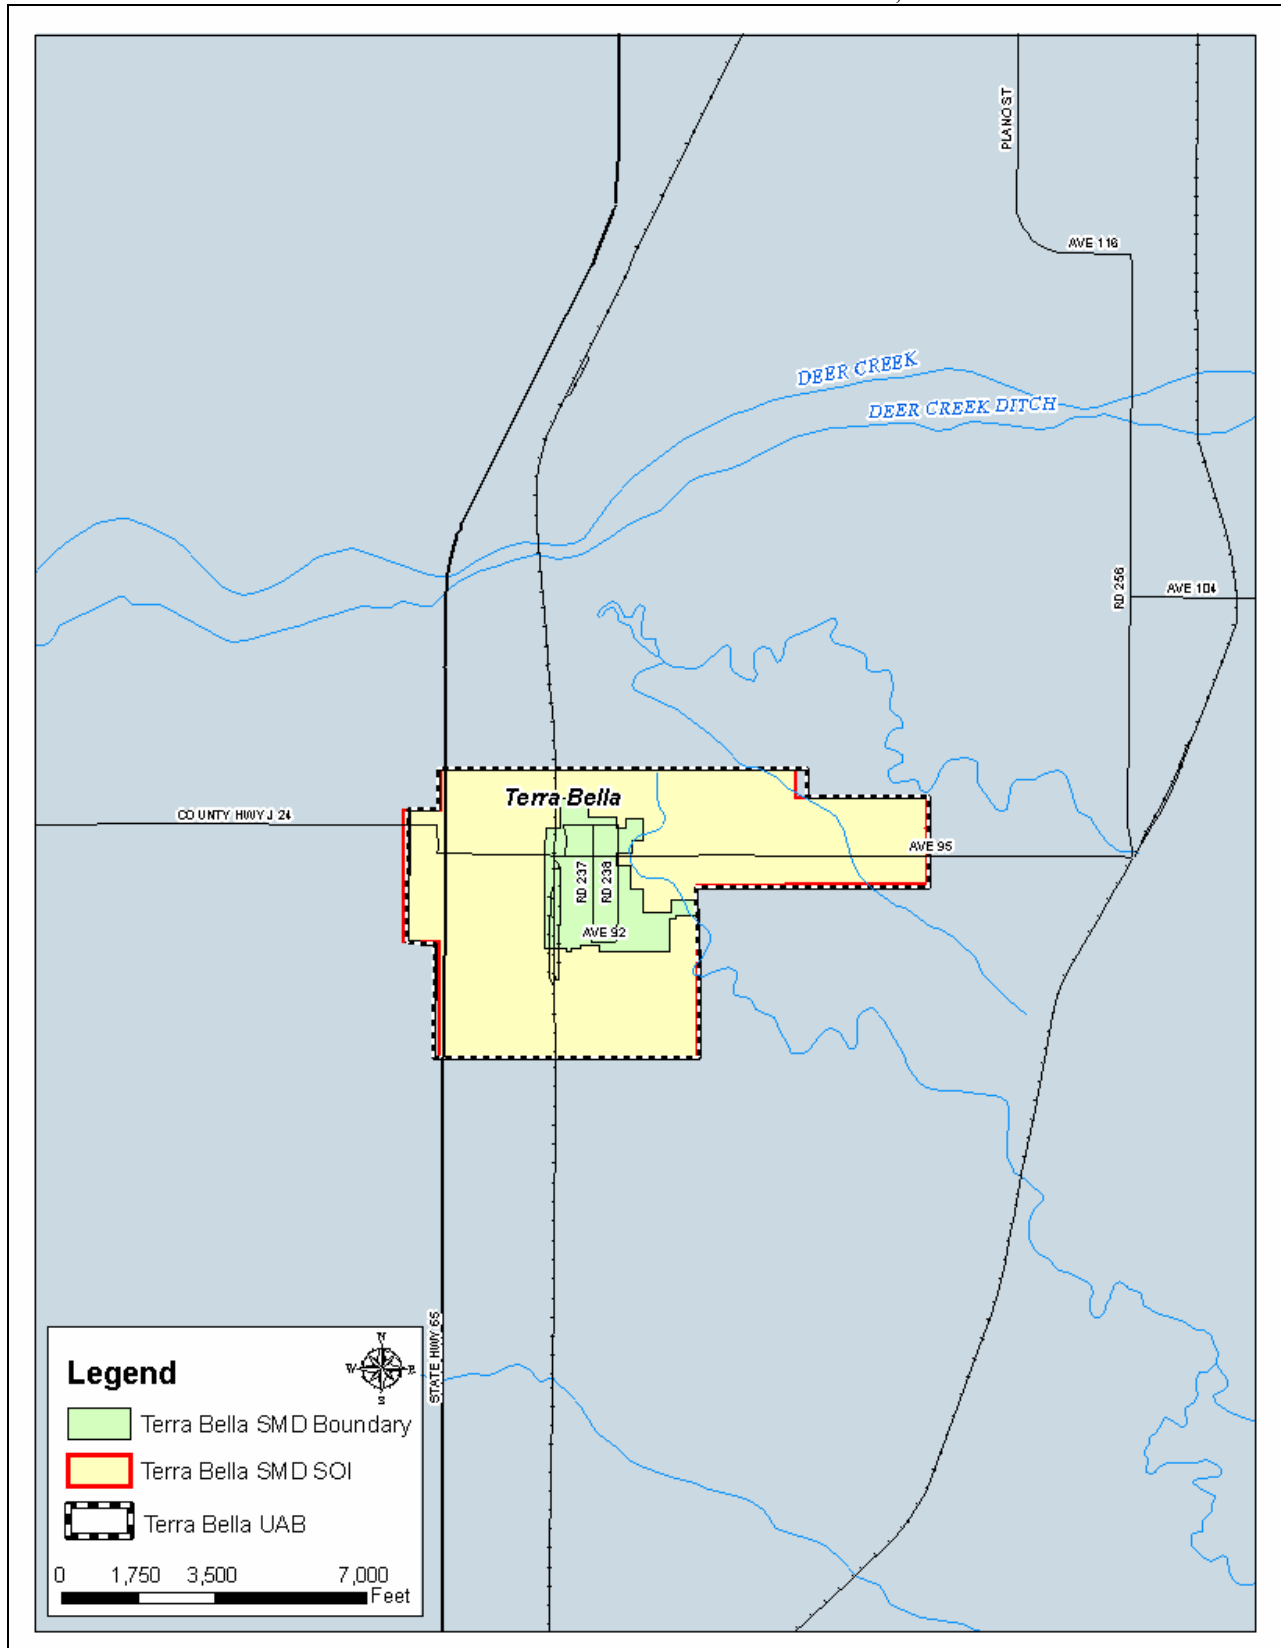 PLANO ST
AVE 116
DEER CREEK
DEER CREEK DITCH
RD 256
AVE 104
Terra Bella
COUNTY HWY J 24
AVE 95
RD 237
RD 238
AVE 92
STATE HWY 65
N
W E
S
Legend
Terra Bella SMD Boundary
Terra Bella SMD SOI
Terra Bella UAB
0 1,750 3,500 7,000
Feet